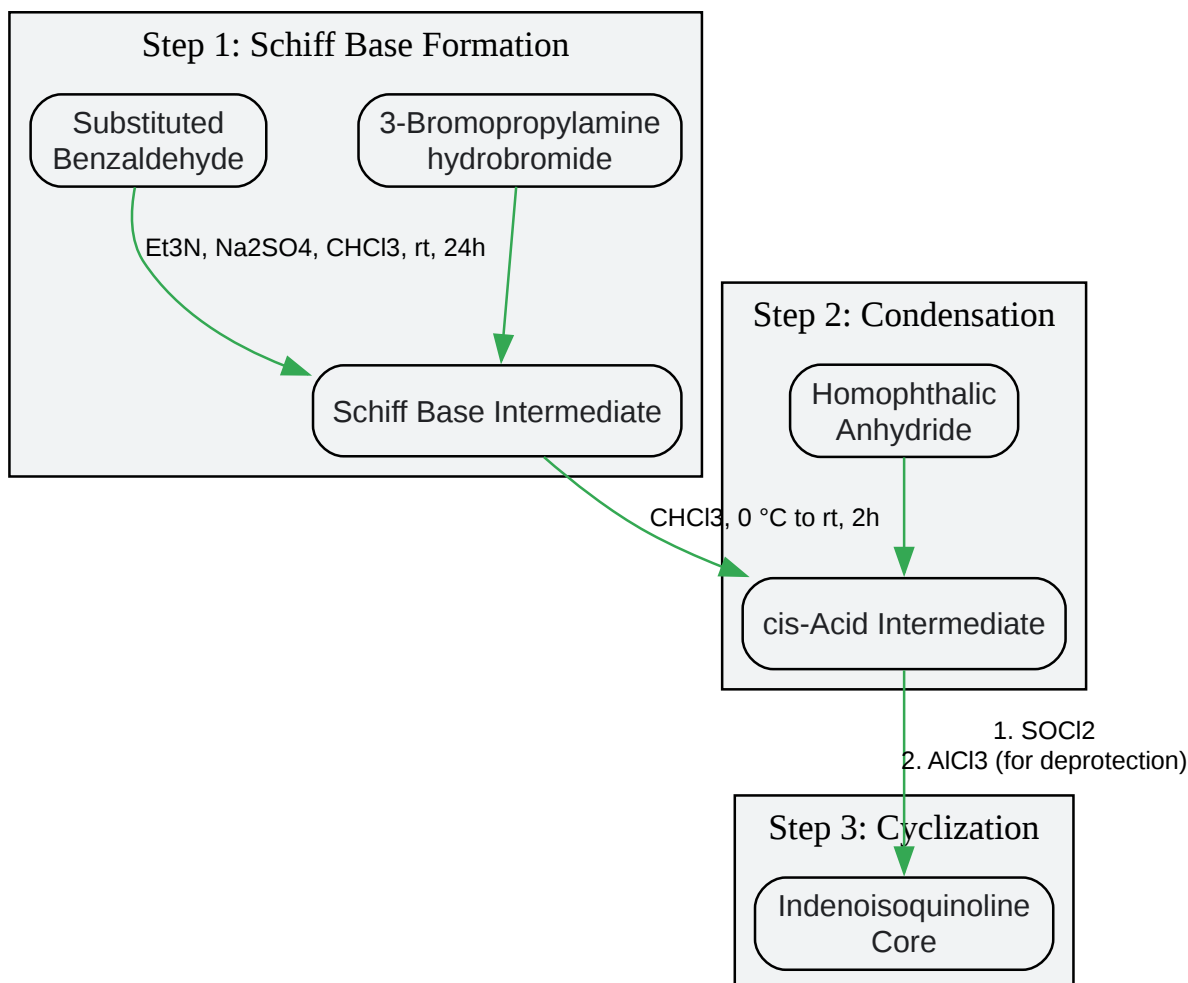 Step 1: Schiff Base Formation
Substituted
Benzaldehyde
3-Bromopropylamine
hydrobromide
Et3N, Na2SO4, CHCl3, rt, 24h
Schiff Base Intermediate
Step 2: Condensation
Homophthalic
Anhydride
CHCl3, 0 °C to rt, 2h
cis-Acid Intermediate
1. SOCl2
2. AlCl3 (for deprotection)
Step 3: Cyclization
Indenoisoquinoline
Core